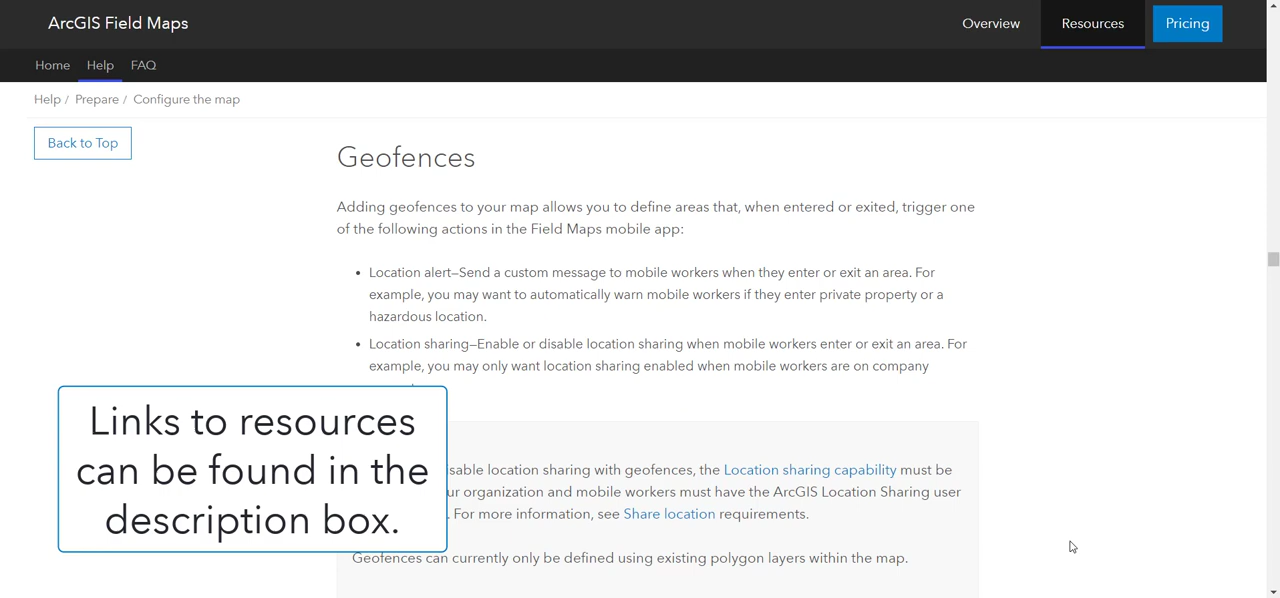 ArcGIS Field Maps
Overview
Resources
Pricing
Home
Help
FAQ
Help / Prepare / Configure the map
Back to Top
Geofences
Adding geofences to your map allows you to define areas that, when entered or exited, trigger one
of the following actions in the Field Maps mobile app:
• Location alert—Send a custom message to mobile workers when they enter or exit an area. For
example, you may want to automatically warn mobile workers if they enter private property or a
hazardous location.
• Location sharing—Enable or disable location sharing when mobile workers enter or exit an area. For
example, you may only want location sharing enabled when mobile workers are on company
Links to resources
can be found in the
description box.
location sharing with geofences, the Location sharing capability must be
organization and mobile workers must have the ArcGIS Location Sharing user
. For more information, see Share location requirements.
Geofences can currently only be defined using existing polygon layers within the map.